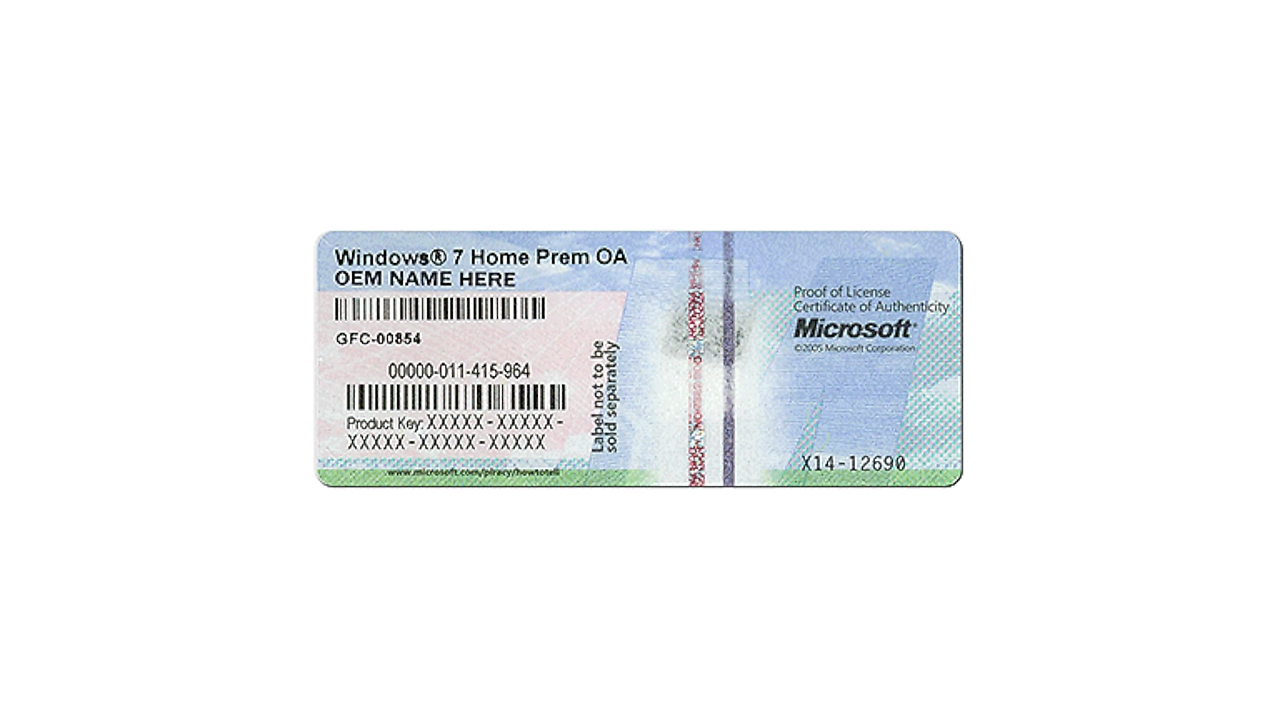 Windows® 7 Home Prem OA
OEM NAME HERE
GFC-00854
00000-011-415-964
Product Key: XXXXX-XXXXX-
XXXXX-XXXXX-XXXXX
www.microsoft.com/piracy/howtotell
Label not to be
sold separately
Proof of License
Certificate of Authenticity
Microsoft®
©2005 Microsoft Corporation
X14-12690